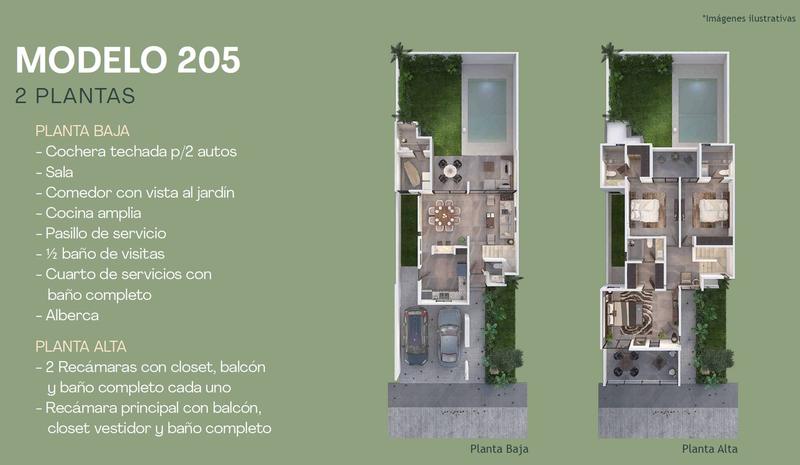 *Imágenes ilustrativas
MODELO 205
2 PLANTAS
PLANTA BAJA
- Cochera techada p/2 autos
- Sala
- Comedor con vista al jardín
- Cocina amplia
- Pasillo de servicio
- ½ baño de visitas
- Cuarto de servicios con
baño completo
- Alberca
PLANTA ALTA
- 2 Recámaras con closet, balcón
y baño completo cada uno
- Recámara principal con balcón,
closet vestidor y baño completo
Planta Baja
Planta Alta